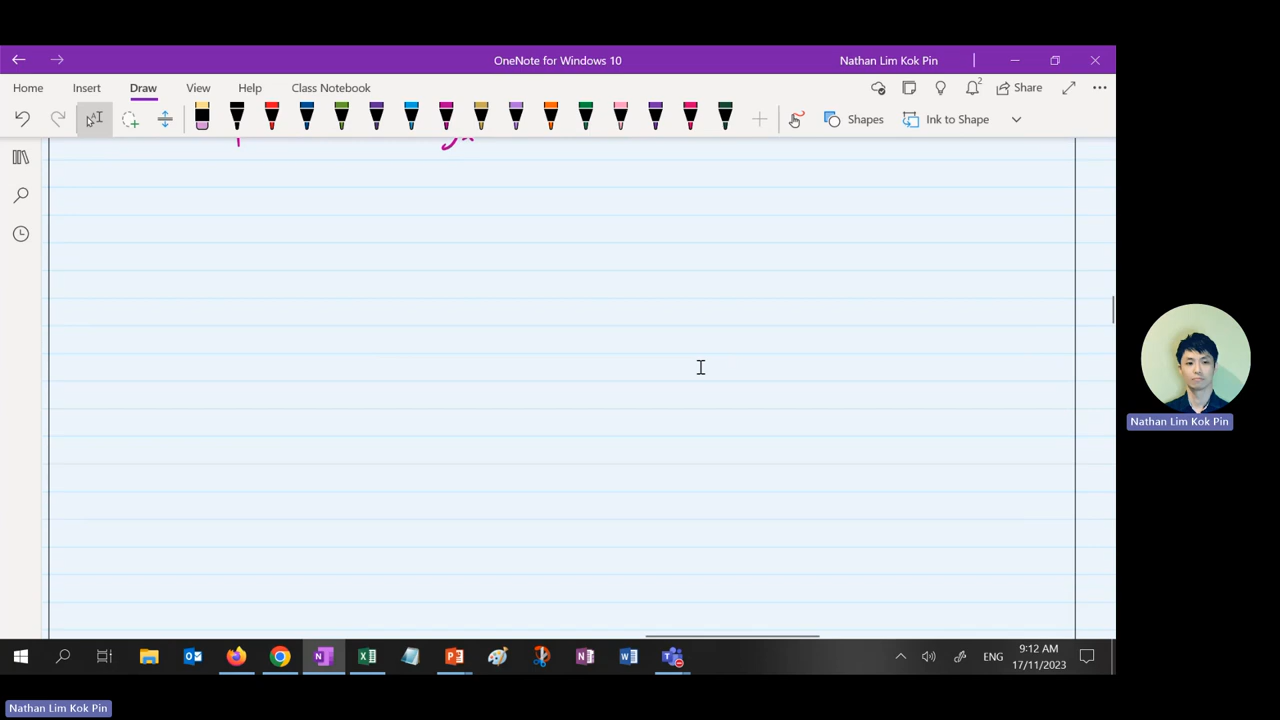 OneNote for Windows 10
Nathan Lim Kok Pin
Home Insert Draw View Help Class Notebook
2
Share
A
Shapes
Ink to Shape
Nathan Lim Kok Pin
ENG
9:12 AM
17/11/2023
Nathan Lim Kok Pin